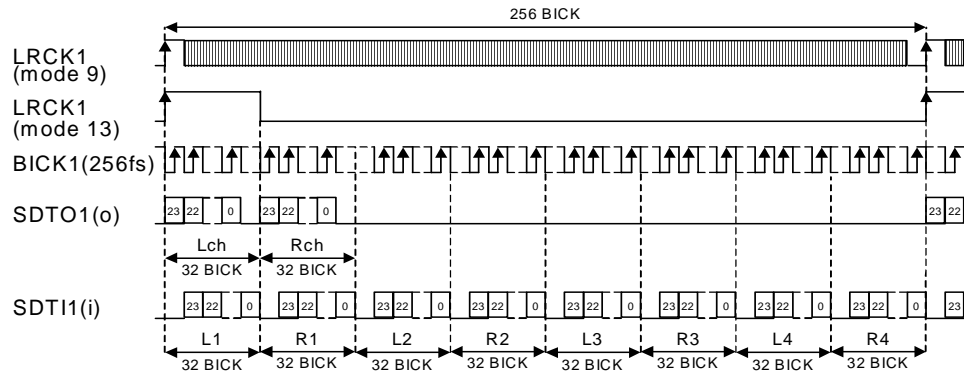 256 BICK
LRCK1
(mode 9)
LRCK1
(mode 13)
BICK1(256fs)
SDTO1(o) 23 22 0 23 22 0 23 22
Lch Rch
32 BICK 32 BICK
SDTI1(i) 23 22 0 23 22 0 23 22 0 23 22 0 23 22 0 23 22 0 23 22 0 23 22 0 23
L1 R1 L2 R2 L3 R3 L4 R4
32 BICK 32 BICK 32 BICK 32 BICK 32 BICK 32 BICK 32 BICK 32 BICK